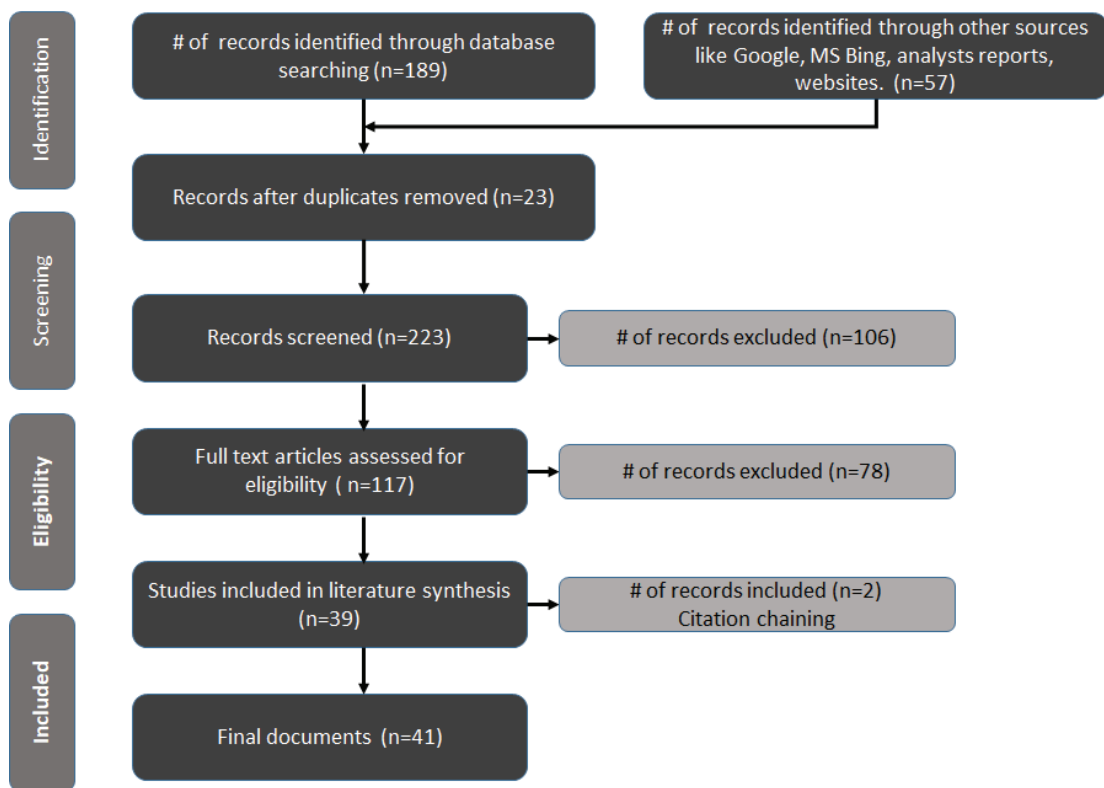 Identification
# of  records identified through database
searching (n=189)
# of  records identified through other sources
like Google, MS Bing, analysts reports,
websites.  (n=57)
Records after duplicates removed (n=23)
Screening
Records screened (n=223)
# of records excluded (n=106)
Eligibility
Full text articles assessed for
eligibility  ( n=117)
# of records excluded (n=78)
Studies included in literature synthesis
(n=39)
# of records included (n=2)
Citation chaining
Included
Final documents  (n=41)